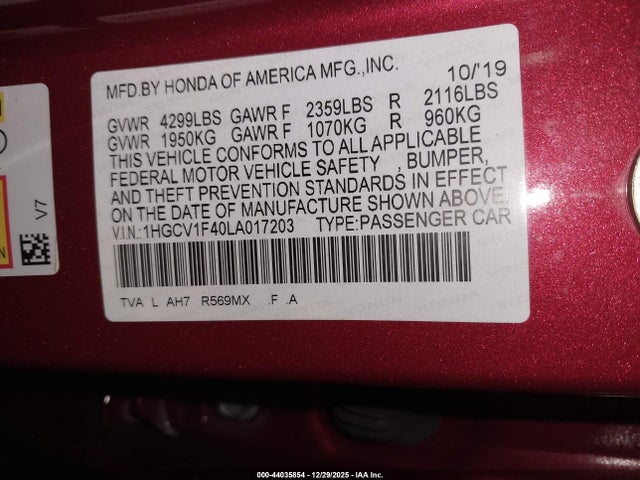 MFD.BY HONDA OF AMERICA MFG.,INC. 10/'19
GVWR 4299LBS GAWR F 2359LBS R 2116LBS
GVWR 1950KG GAWR F 1070KG R 960KG
THIS VEHICLE CONFORMS TO ALL APPLICABLE
FEDERAL MOTOR VEHICLE SAFETY , BUMPER,
AND THEFT PREVENTION STANDARDS IN EFFECT
ON THE DATE OF MANUFACTURE SHOWN ABOVE.
V.I.N.:1HGCV1F40LA017203 TYPE:PASSENGER CAR
TVA L AH7 R569MX .F .A
V7
000-44035854 - 12/29/2025 - IAA Inc.